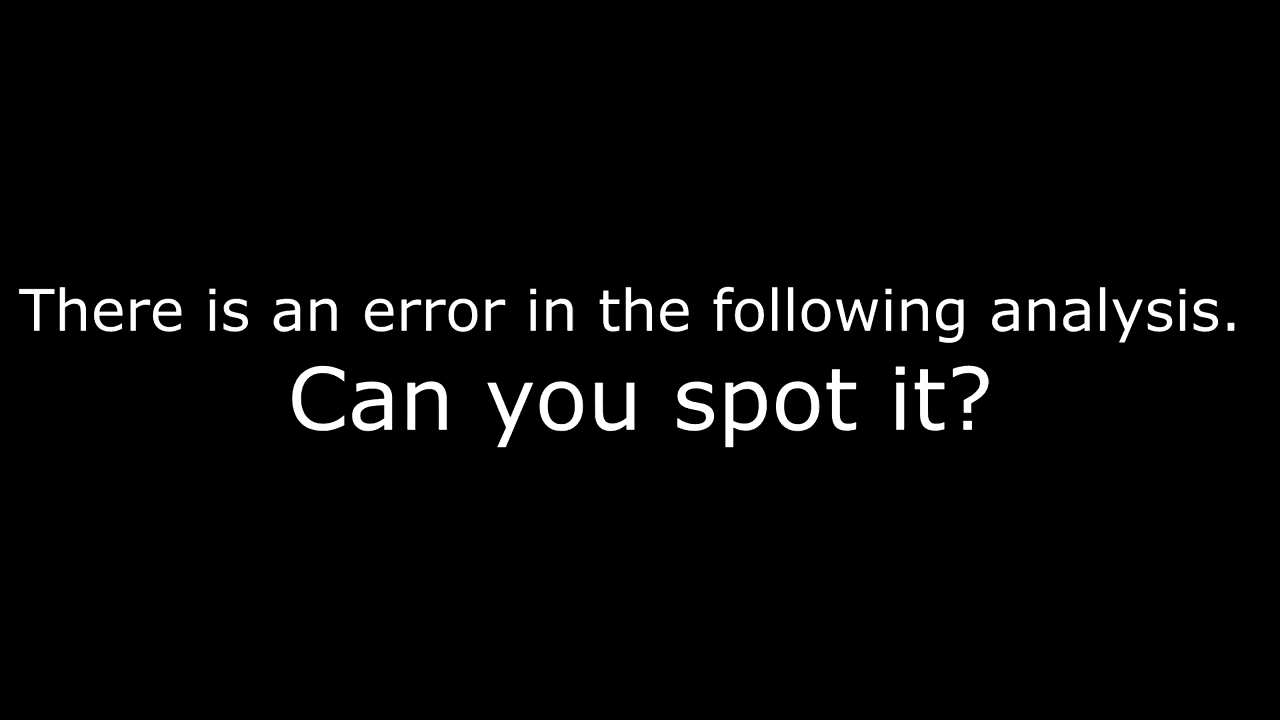 There is an error in the following analysis.
Can you spot it?